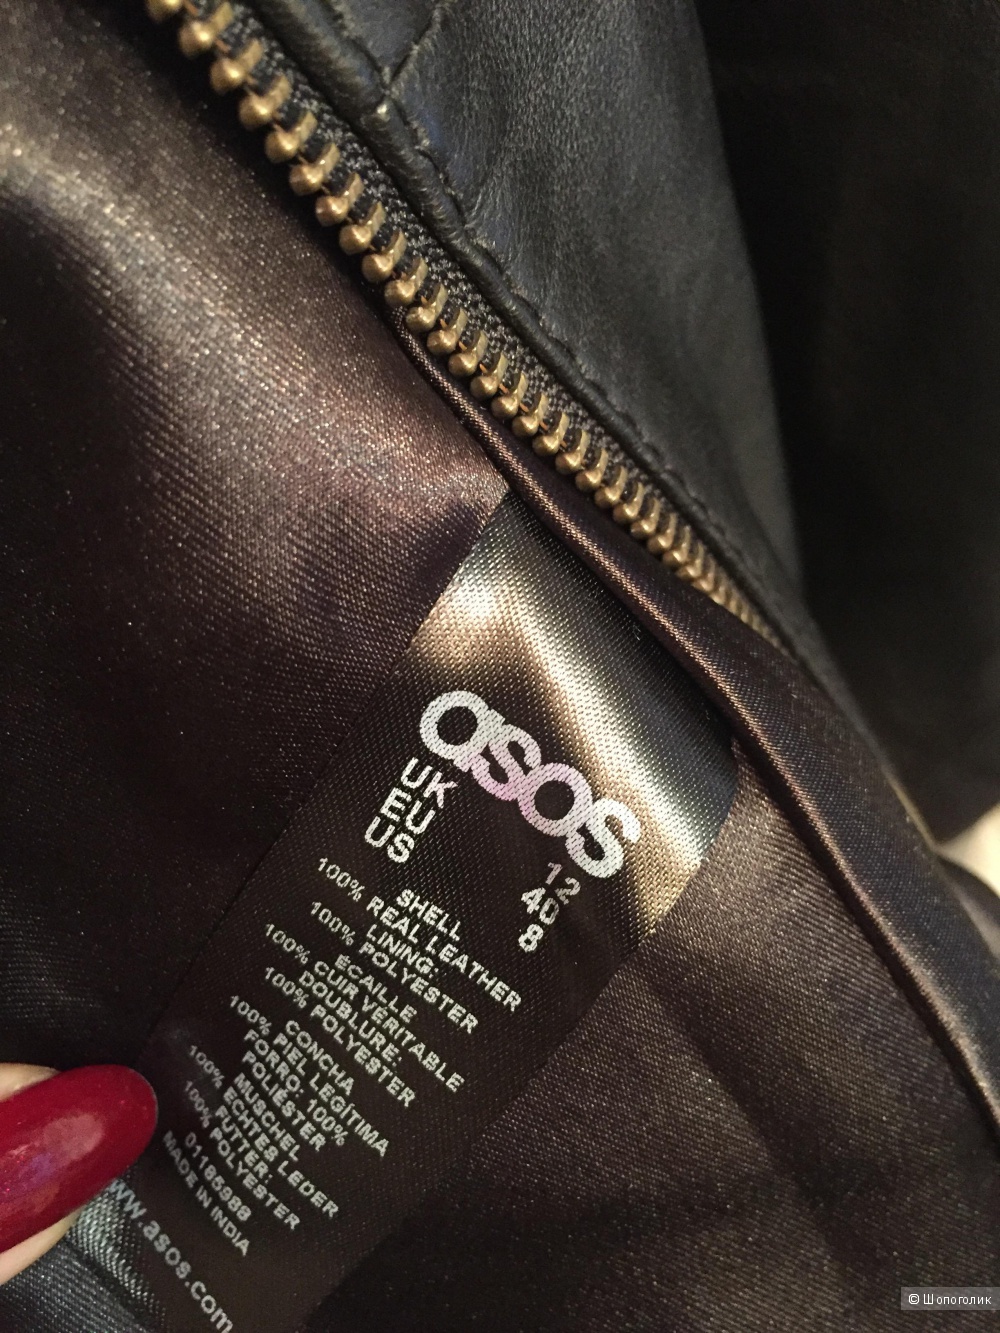 asos
UK 12
EU 40
US 8
SHELL
100% REAL LEATHER
LINING:
100% POLYESTER
ÉCAILLE
100% CUIR VÉRITABLE
DOUBLURE:
100% POLYESTER
CONCHA
100% PIEL LEGÍTIMA
FORRO: 100%
POLIÉSTER
MUSCHEL
100% ECHTES LEDER
FUTTER:
100% POLYESTER
01185988
MADE IN INDIA
www.asos.com
© Шопоголик